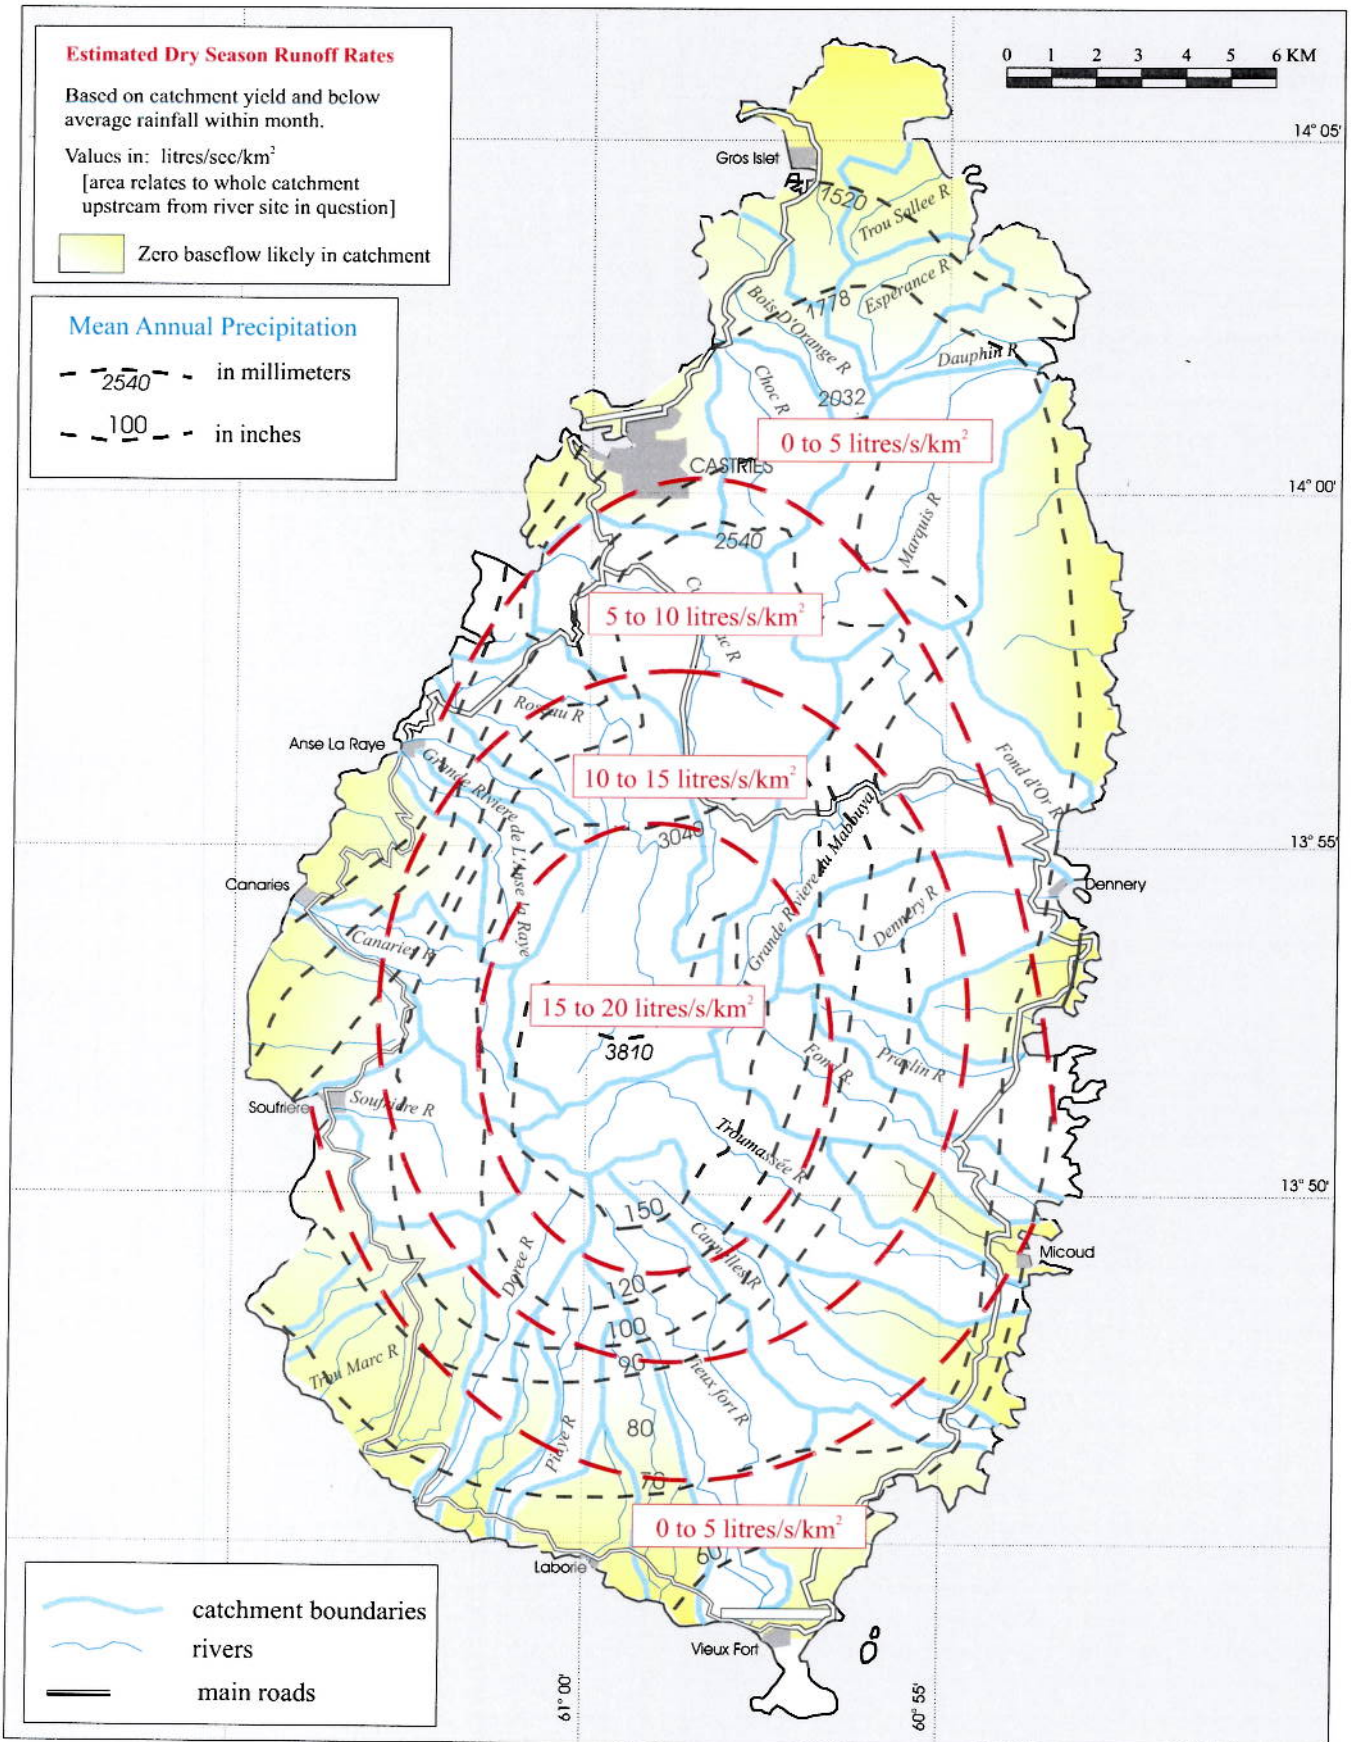 Estimated Dry Season Runoff Rates
Based on catchment yield and below
average rainfall within month.
Values in: litres/sec/km²
[area relates to whole catchment
upstream from river site in question]
Zero baseflow likely in catchment
0 1 2 3 4 5 6 KM
14° 05'
Gros Islet
1520
Trou Sallee R
Mean Annual Precipitation
2540 in millimeters
100 in inches
Esperance R
1778
Bois D'Orange R
Dauphin R
Choc R
2032
0 to 5 litres/s/km²
CASTRIES
14° 00'
Marquis R
2540
5 to 10 litres/s/km²
R
Roseau R
Anse La Raye
Fond d'Or R
Grande Riviere de L'Anse la Raye
10 to 15 litres/s/km²
3040
Grande Riviere du Mabbuya
13° 55'
Canaries
Dennery
Dennery R
Canaries R
15 to 20 litres/s/km²
3810
Fond R.
Praslin R
Soufriere
Soufriere R
Troumassée R
13° 50'
150
Cannelles R
Micoud
Doree R
120
100
90
Trou Marc R
Vieux fort R
80
Piaye R
70
0 to 5 litres/s/km²
60
Laborie
catchment boundaries
rivers
main roads
Vieux Fort
61° 00'
60° 55'